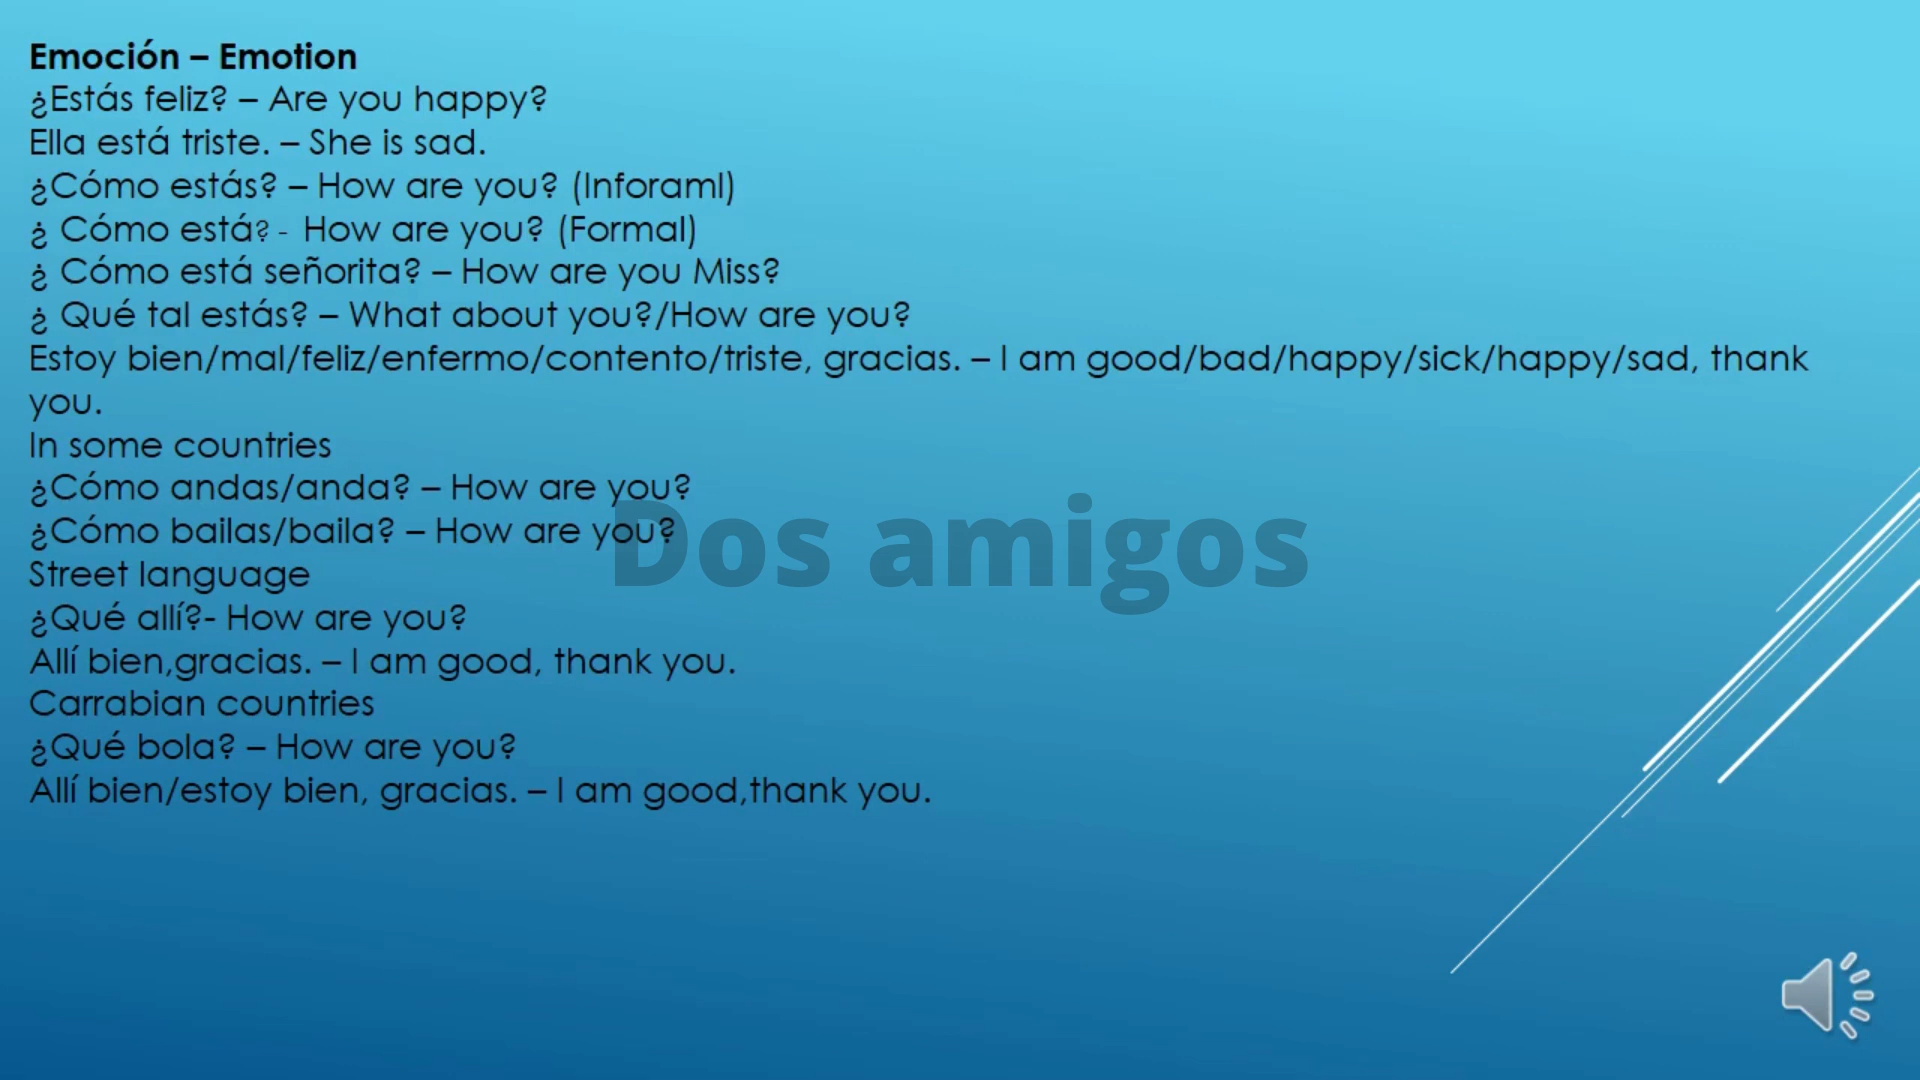 Emoción – Emotion
¿Estás feliz? – Are you happy?
Ella está triste. – She is sad.
¿Cómo estás? – How are you? (Inforaml)
¿ Cómo está? - How are you? (Formal)
¿ Cómo está señorita? – How are you Miss?
¿ Qué tal estás? – What about you?/How are you?
Estoy bien/mal/feliz/enfermo/contento/triste, gracias. – I am good/bad/happy/sick/happy/sad, thank
you.
In some countries
¿Cómo andas/anda? – How are you?
¿Cómo bailas/baila? – How are you?
Dos amigos
Street language
¿Qué allí?- How are you?
Allí bien,gracias. – I am good, thank you.
Carrabian countries
¿Qué bola? – How are you?
Allí bien/estoy bien, gracias. – I am good,thank you.